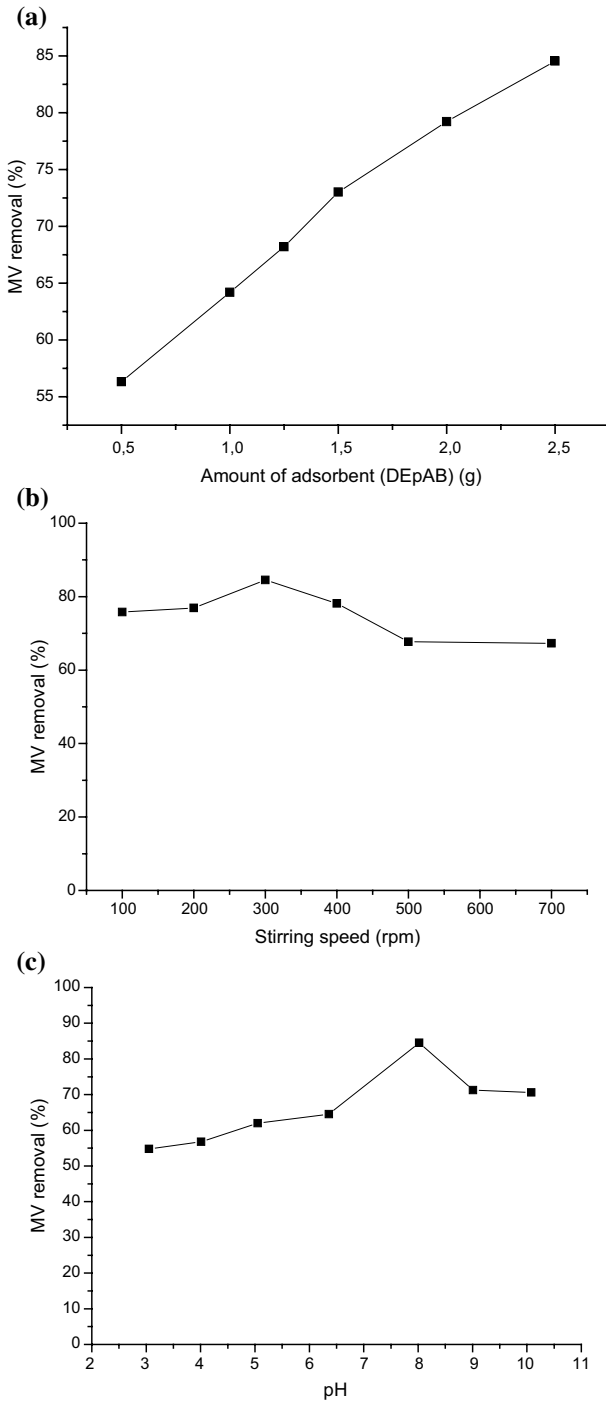 (a)
85
80
75
70
65
60
55
MV removal (%)
0,5 1,0 1,5 2,0 2,5
Amount of adsorbent (DEpAB) (g)
(b)
100
80
60
40
20
0
MV removal (%)
100 200 300 400 500 600 700
Stirring speed (rpm)
(c)
100
90
80
70
60
50
40
30
20
10
0
MV removal (%)
2 3 4 5 6 7 8 9 10 11
pH